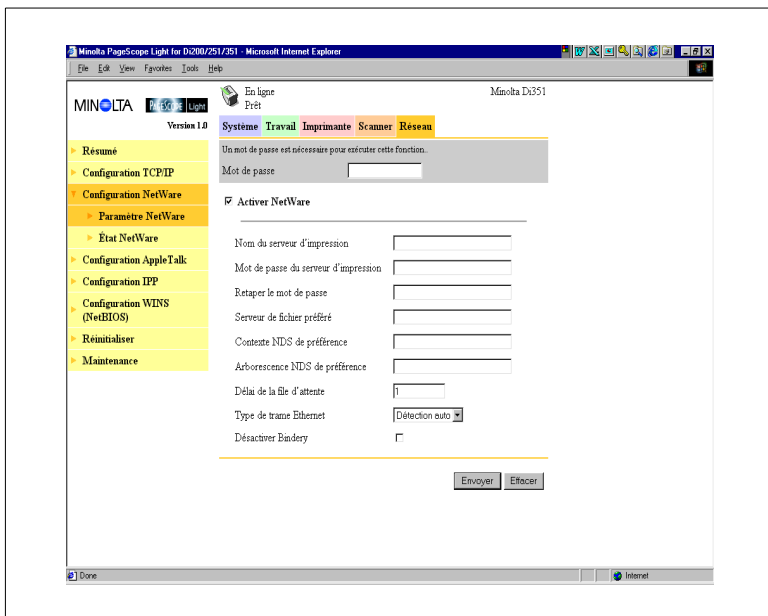 Minolta PageScope Light for Di200/251/351 - Microsoft Internet Explorer
File Edit View Favorites Tools Help
MINOLTA PAGESCOPE Light
Version 1.0
En ligne
Prêt
Minolta Di351
Système Travail Imprimante Scanner Réseau
Résumé
Configuration TCP/IP
Configuration NetWare
Paramètre NetWare
État NetWare
Configuration AppleTalk
Configuration IPP
Configuration WINS
(NetBIOS)
Réinitialiser
Maintenance
Un mot de passe est nécessaire pour exécuter cette fonction..
Mot de passe
Activer NetWare
Nom du serveur d'impression
Mot de passe du serveur d'impression
Retaper le mot de passe
Serveur de fichier préféré
Contexte NDS de préférence
Arborescence NDS de préférence
Délai de la file d'attente 1
Type de trame Ethernet Détection auto
Désactiver Bindery
Envoyer Effacer
Done Internet